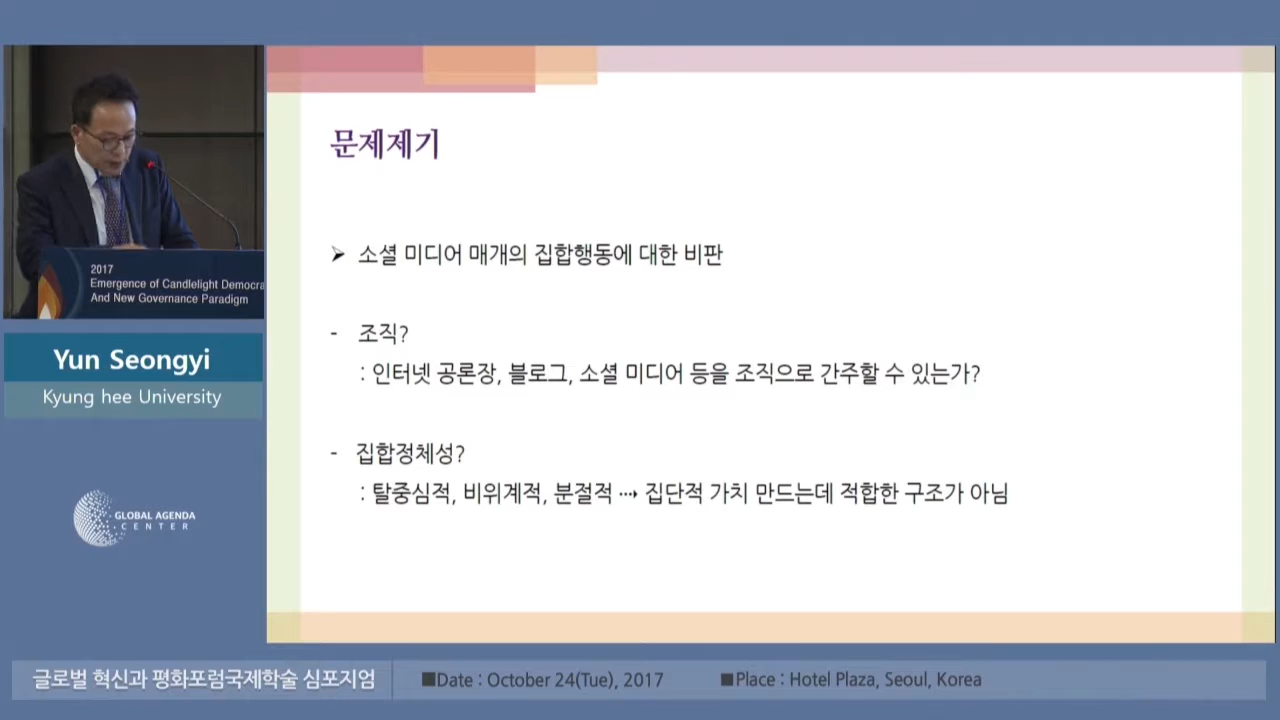 2017
Emergence of Candlelight Democra
And New Governance Paradigm
Yun Seongyi
Kyung hee University
GLOBAL AGENDA
CENTER
문제제기
소셜 미디어 매개의 집합행동에 대한 비판
- 조직?
: 인터넷 공론장, 블로그, 소셜 미디어 등을 조직으로 간주할 수 있는가?
- 집합정체성?
: 탈중심적, 비위계적, 분절적 ⇢ 집단적 가치 만드는데 적합한 구조가 아님
글로벌 혁신과 평화포럼국제학술 심포지엄
■Date : October 24(Tue), 2017
■Place : Hotel Plaza, Seoul, Korea